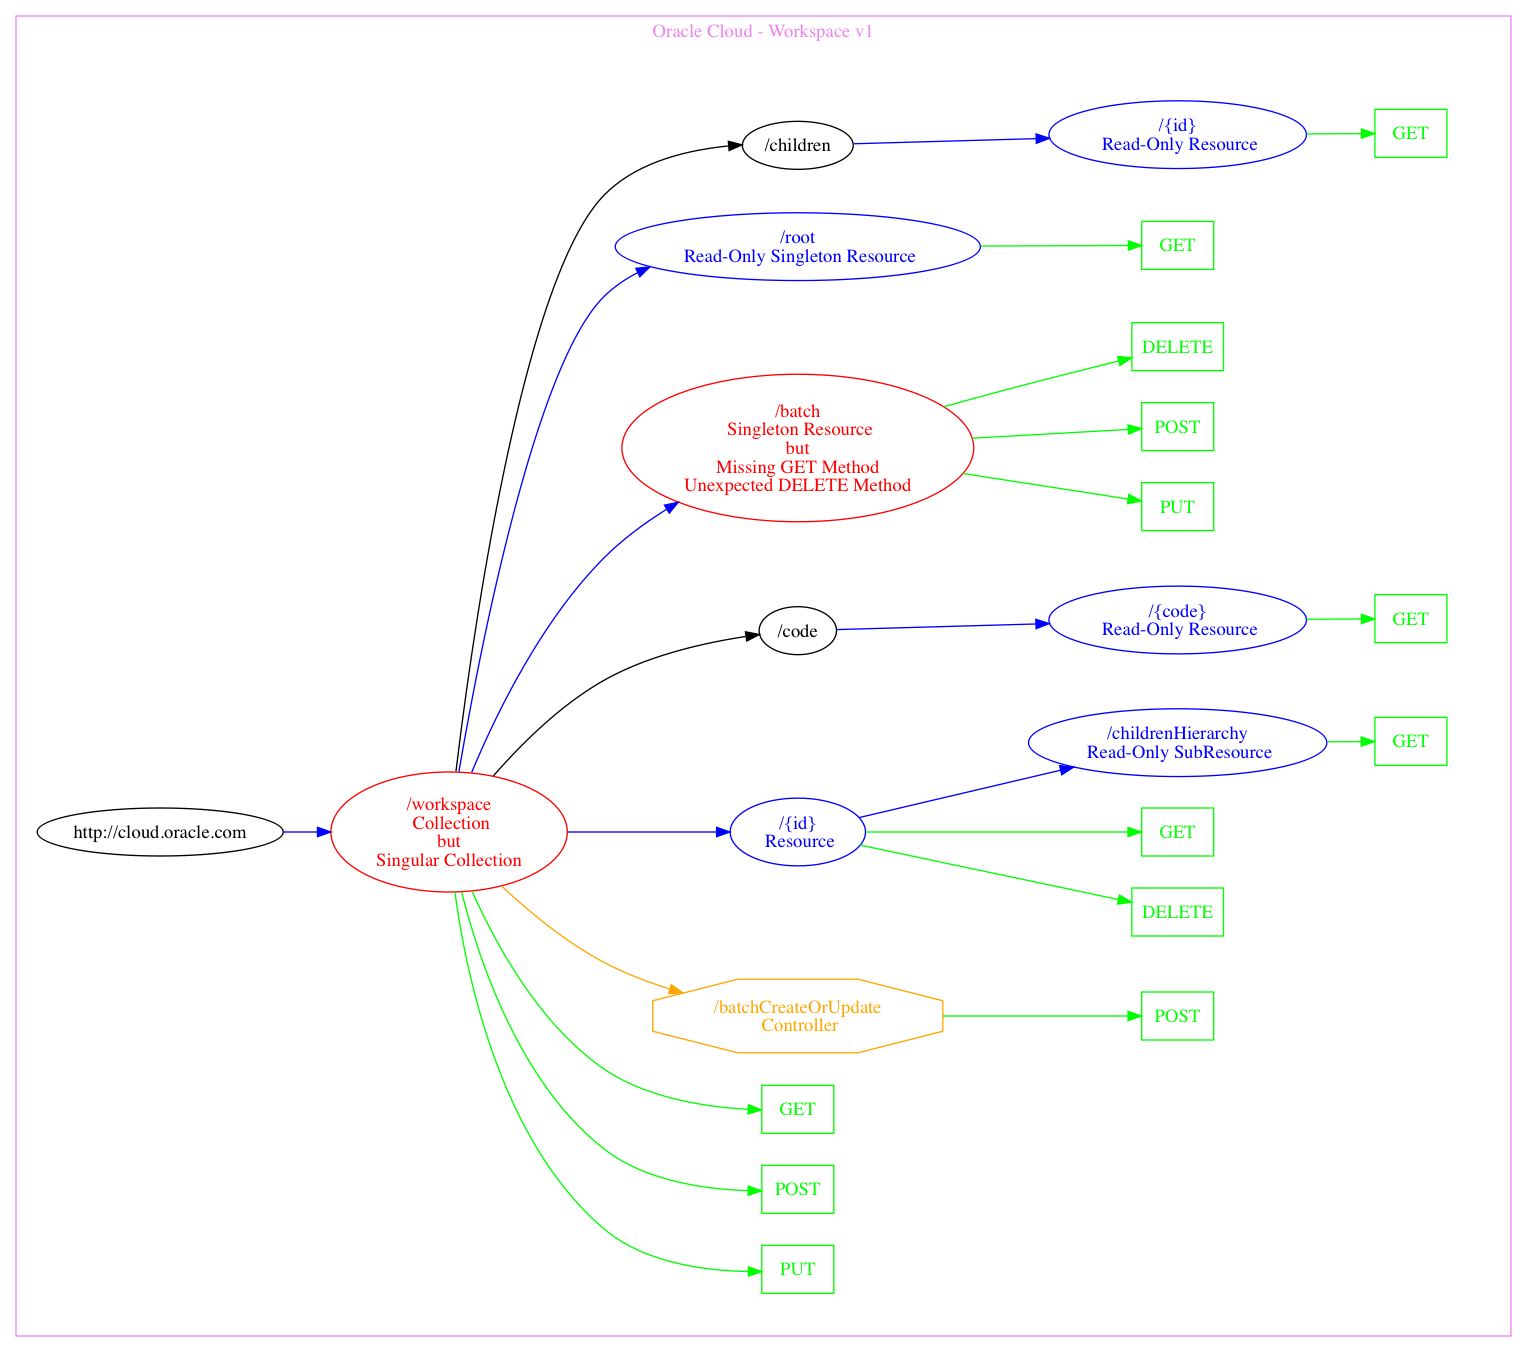 Oracle Cloud - Workspace v1
/children
/{id}
Read-Only Resource
GET
/root
Read-Only Singleton Resource
GET
/batch
Singleton Resource
but
Missing GET Method
Unexpected DELETE Method
DELETE
POST
PUT
/code
/{code}
Read-Only Resource
GET
http://cloud.oracle.com
/workspace
Collection
but
Singular Collection
/{id}
Resource
/childrenHierarchy
Read-Only SubResource
GET
GET
DELETE
/batchCreateOrUpdate
Controller
POST
GET
POST
PUT